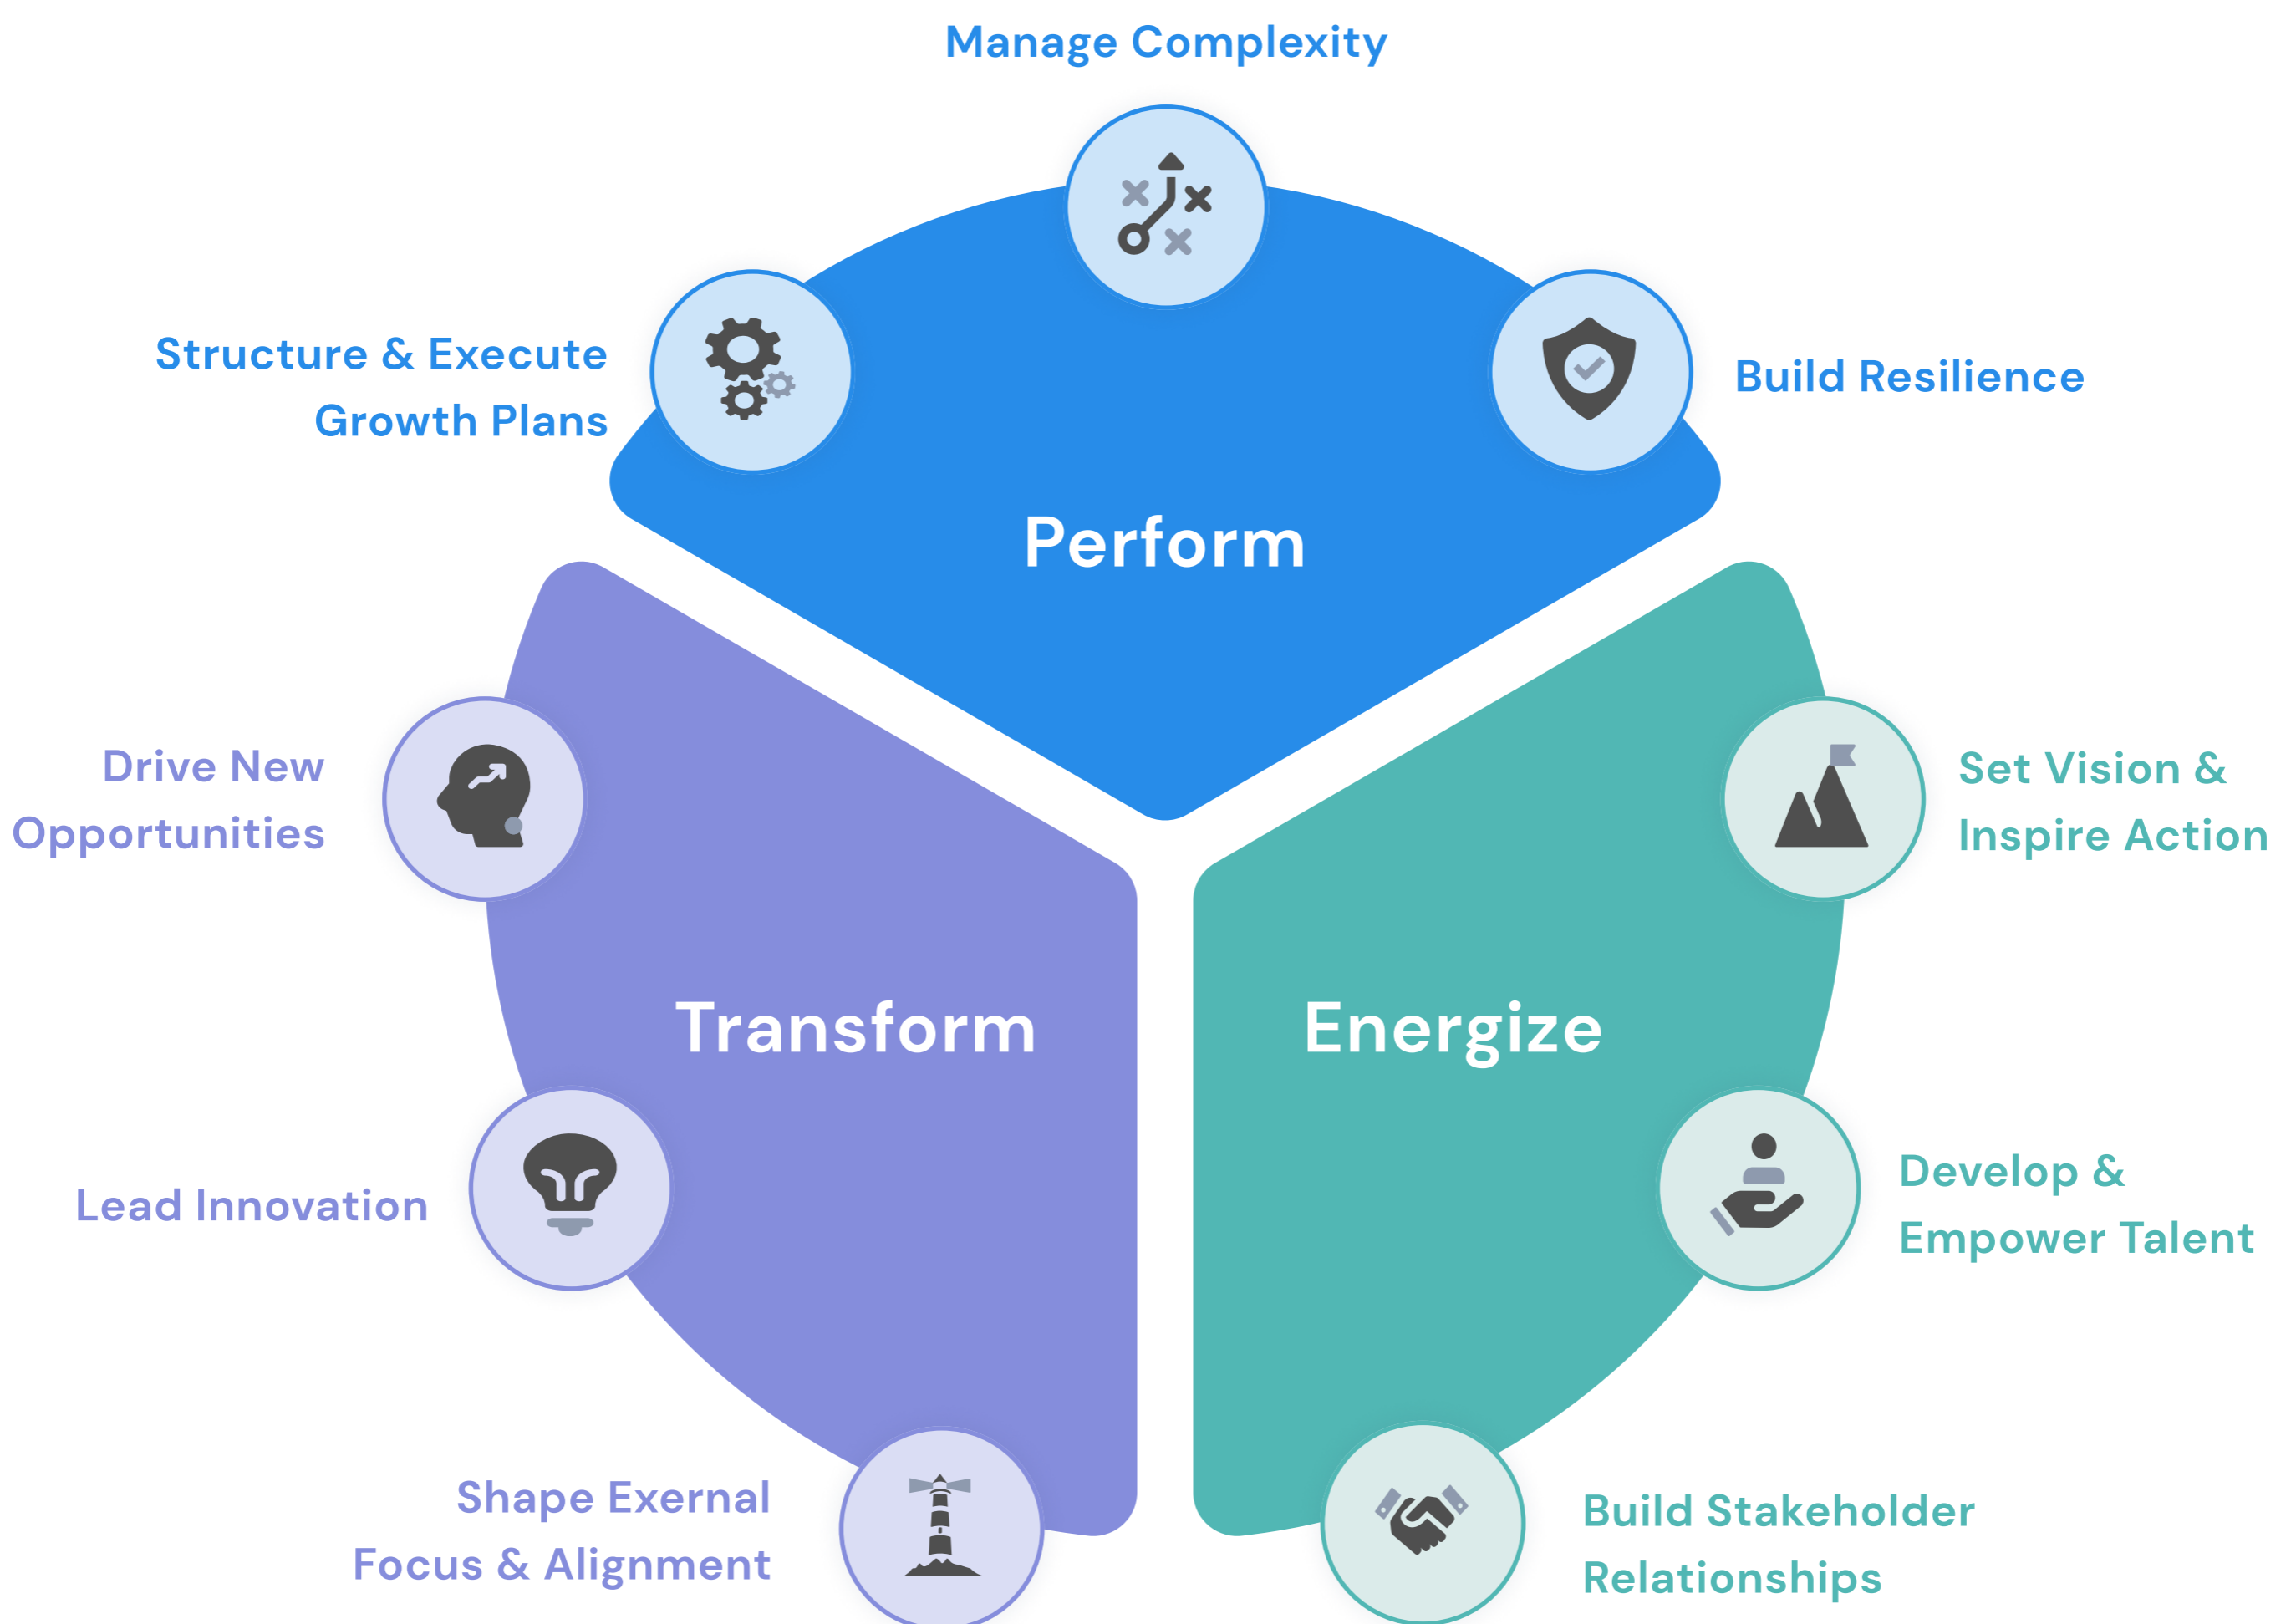 Manage Complexity
Structure & Execute
Growth Plans
Build Resilience
Perform
Drive New
Opportunities
Set Vision &
Inspire Action
Transform
Energize
Lead Innovation
Develop &
Empower Talent
Shape Exernal
Focus & Alignment
Build Stakeholder
Relationships